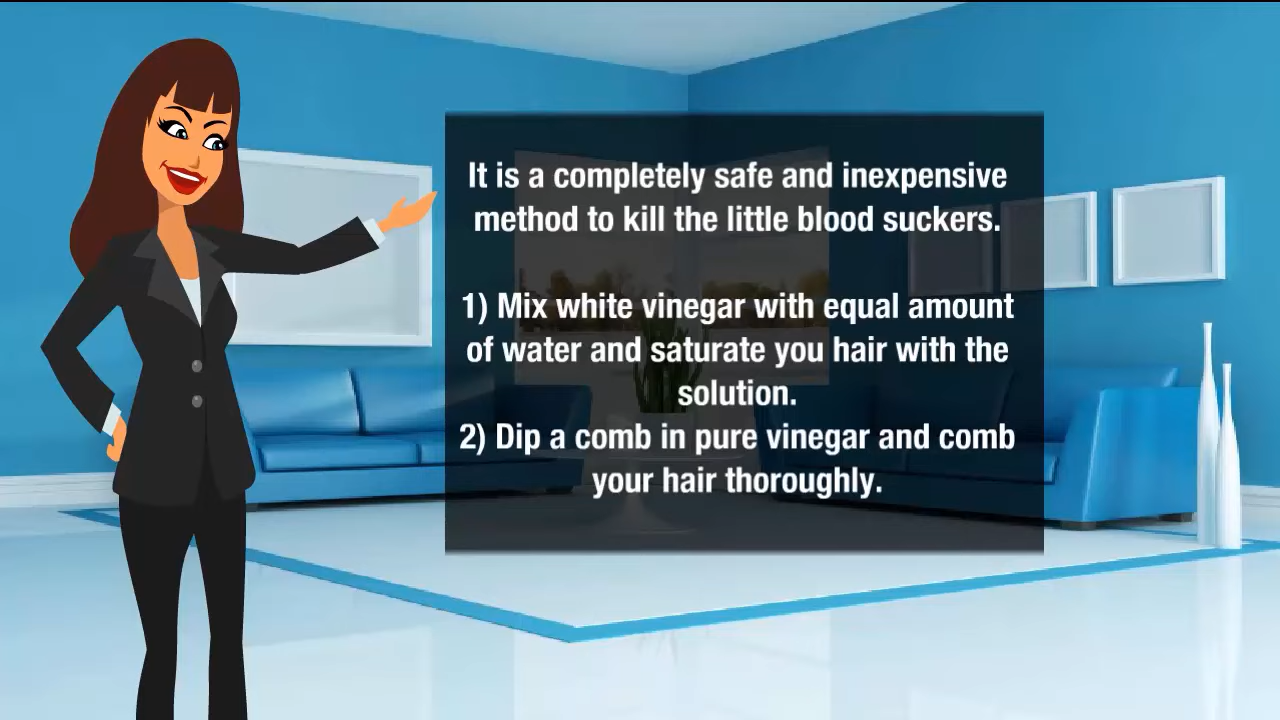 It is a completely safe and inexpensive
method to kill the little blood suckers.
1) Mix white vinegar with equal amount
of water and saturate you hair with the
solution.
2) Dip a comb in pure vinegar and comb
your hair thoroughly.